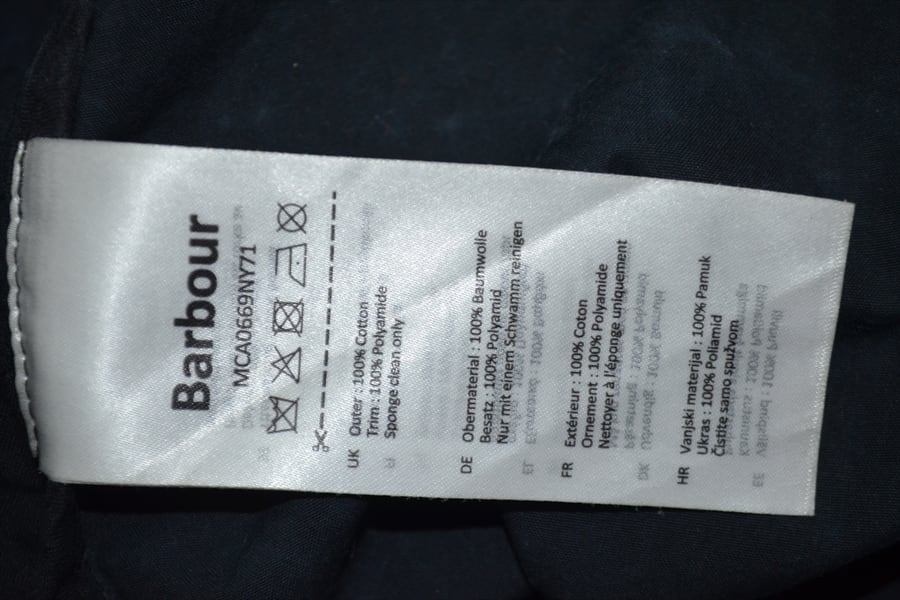 Barbour
MCA0669NY71
UK Outer : 100% Cotton
Trim : 100% Polyamide
Sponge clean only
DE Obermaterial : 100% Baumwolle
Besatz : 100% Polyamid
Nur mit einem Schwamm reinigen
FR Extérieur : 100% Coton
Ornement : 100% Polyamide
Nettoyer à l'éponge uniquement
HR Vanjski materijal : 100% Pamuk
Ukras : 100% Poliamid
Čistite samo spužvom